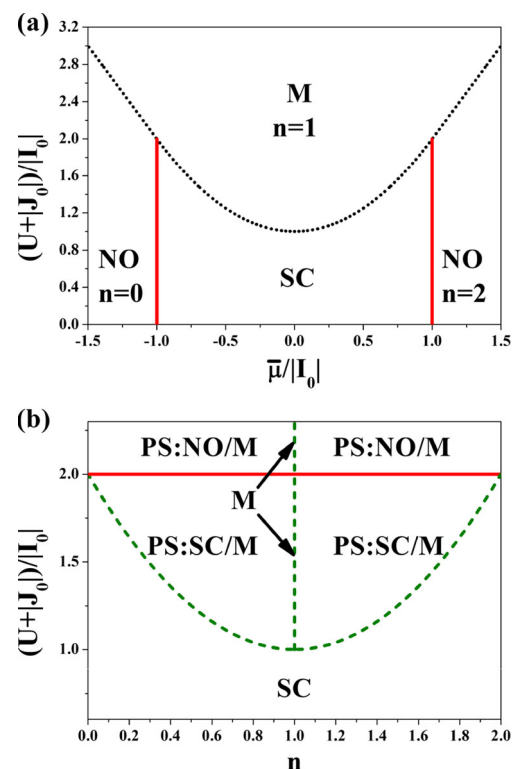 (a)
3.2
2.8
2.4
2.0
1.6
1.2
0.8
0.4
0.0
(U+|J₀|)/|I₀|
M
n=1
NO
n=0
SC
NO
n=2
-1.5 -1.0 -0.5 0.0 0.5 1.0 1.5
μ̄/|I₀|
(b)
PS:NO/M PS:NO/M
2.0
M
PS:SC/M PS:SC/M
1.5
(U+|J₀|)/|I₀|
1.0
SC
0.0 0.2 0.4 0.6 0.8 1.0 1.2 1.4 1.6 1.8 2.0
n